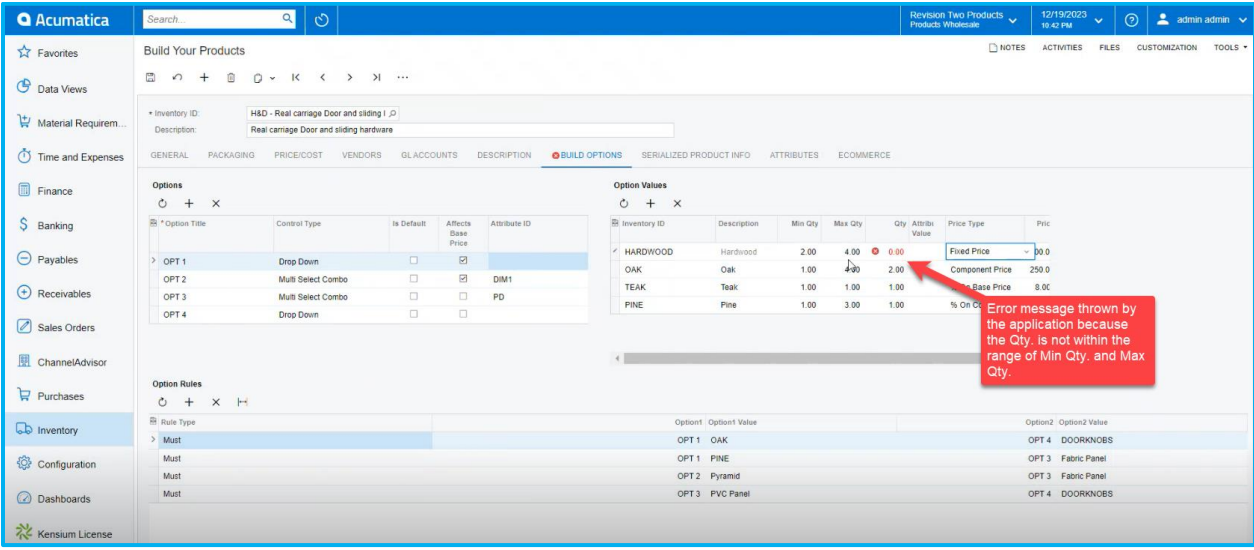 Acumatica
Search...
Revision Two Products
Products Wholesale
12/19/2023
10:42 PM
admin admin
Favorites
Data Views
Material Requirem...
Time and Expenses
Finance
Banking
Payables
Receivables
Sales Orders
ChannelAdvisor
Purchases
Inventory
Configuration
Dashboards
Kensium License
Build Your Products
NOTES ACTIVITIES FILES CUSTOMIZATION TOOLS
* Inventory ID: H&D - Real carriage Door and sliding
Description: Real carriage Door and sliding hardware
GENERAL PACKAGING PRICE/COST VENDORS GL ACCOUNTS DESCRIPTION BUILD OPTIONS SERIALIZED PRODUCT INFO ATTRIBUTES ECOMMERCE
Options
* Option Title Control Type Is Default Affects Base Price Attribute ID
OPT 1 Drop Down
OPT 2 Multi Select Combo DIM1
OPT 3 Multi Select Combo PD
OPT 4 Drop Down
Option Values
Inventory ID Description Min Qty Max Qty Qty Attribu Value Price Type Pric
HARDWOOD Hardwood 2.00 4.00 0.00 Fixed Price 00.0
OAK Oak 1.00 2.00 Component Price 250.0
TEAK Teak 1.00 1.00 1.00 Base Price 8.00
PINE Pine 1.00 3.00 1.00 % On
Error message thrown by
the application because
the Qty. is not within the
range of Min Qty. and Max
Qty.
Option Rules
Rule Type Option1 Option1 Value Option2 Option2 Value
Must OPT 1 OAK OPT 4 DOORKNOBS
Must OPT 1 PINE OPT 3 Fabric Panel
Must OPT 2 Pyramid OPT 3 Fabric Panel
Must OPT 3 PVC Panel OPT 4 DOORKNOBS